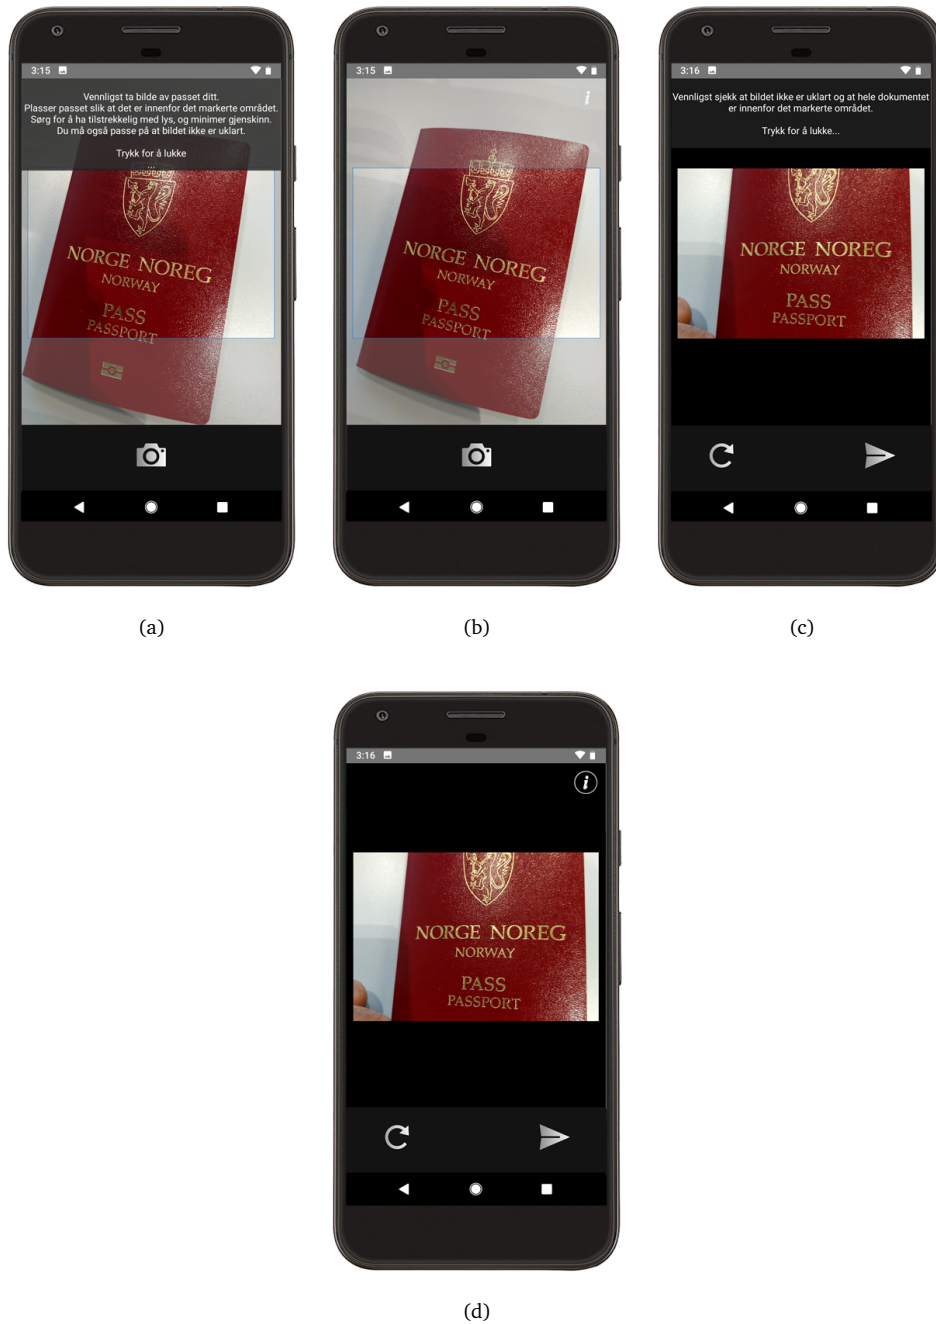 3:15
Vennligst ta bilde av passet ditt.
Plasser passet slik at det er innenfor det markerte området.
Sørg for å ha tilstrekkelig med lys, og minimer gjenskinn.
Du må også passe på at bildet ikke er uklart.
Trykk for å lukke
...
NORGE NOREG
NORWAY
PASS
PASSPORT
(a)
3:15
i
NORGE NOREG
NORWAY
PASS
PASSPORT
(b)
3:16
Vennligst sjekk at bildet ikke er uklart og at hele dokumentet
er innenfor det markerte området.
Trykk for å lukke...
NORGE NOREG
NORWAY
PASS
PASSPORT
(c)
3:16
i
NORGE NOREG
NORWAY
PASS
PASSPORT
(d)